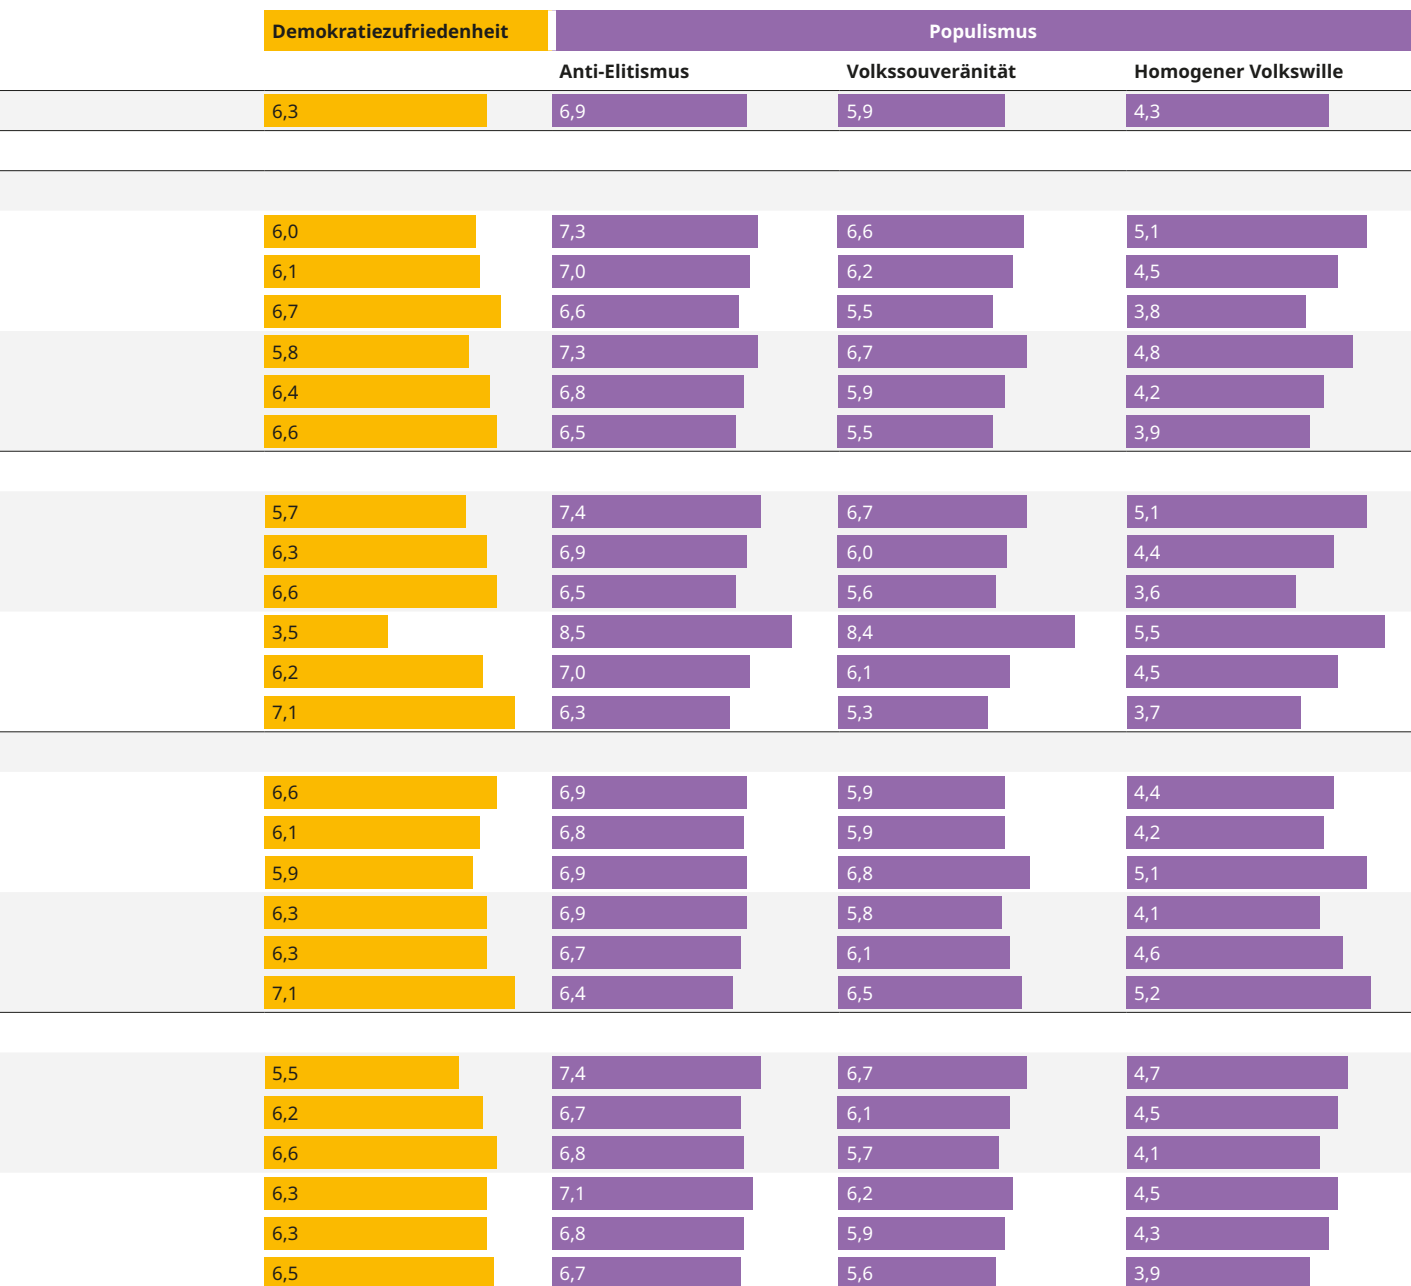 Demokratiezufriedenheit Populismus
Anti-Elitismus Volkssouveränität Homogener Volkswille
6,3 6,9 5,9 4,3
6,0 7,3 6,6 5,1
6,1 7,0 6,2 4,5
6,7 6,6 5,5 3,8
5,8 7,3 6,7 4,8
6,4 6,8 5,9 4,2
6,6 6,5 5,5 3,9
5,7 7,4 6,7 5,1
6,3 6,9 6,0 4,4
6,6 6,5 5,6 3,6
3,5 8,5 8,4 5,5
6,2 7,0 6,1 4,5
7,1 6,3 5,3 3,7
6,6 6,9 5,9 4,4
6,1 6,8 5,9 4,2
5,9 6,9 6,8 5,1
6,3 6,9 5,8 4,1
6,3 6,7 6,1 4,6
7,1 6,4 6,5 5,2
5,5 7,4 6,7 4,7
6,2 6,7 6,1 4,5
6,6 6,8 5,7 4,1
6,3 7,1 6,2 4,5
6,3 6,8 5,9 4,3
6,5 6,7 5,6 3,9